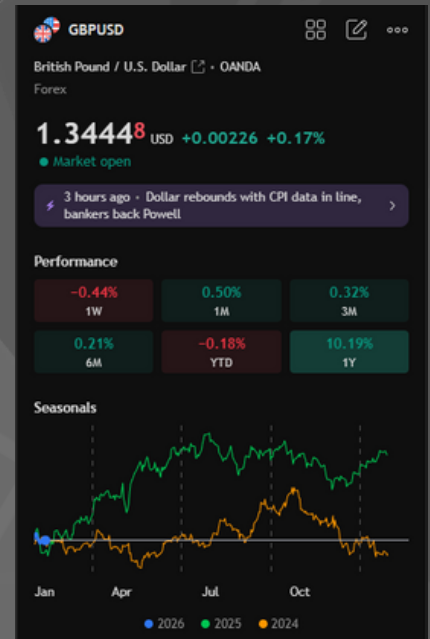 GBPUSD
British Pound / U.S. Dollar • OANDA
Forex
1.34448 USD +0.00226 +0.17%
Market open
3 hours ago • Dollar rebounds with CPI data in line,
bankers back Powell
Performance
−0.44% 0.50% 0.32%
1W 1M 3M
0.21% −0.18% 10.19%
6M YTD 1Y
Seasonals
Jan Apr Jul Oct
2026 2025 2024